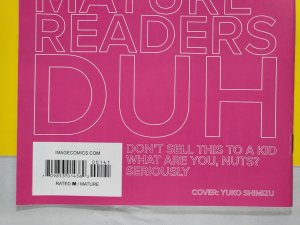 MATURE
READERS
DUH
DON'T SELL THIS TO A KID
WHAT ARE YOU, NUTS?
SERIOUSLY
IMAGECOMICS.COM
00141
RATED M / MATURE
COVER: YUKO SHIMIZU